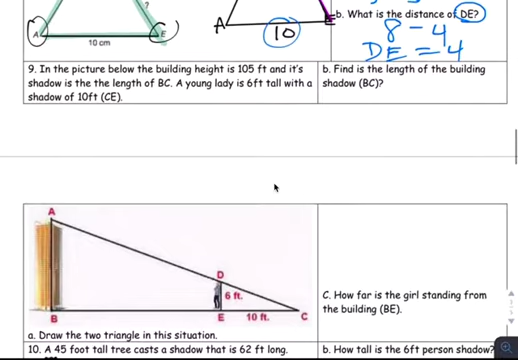 ?
A
E
10 cm
A
10
E
b. What is the distance of DE?
8 - 4
DE = 4
9. In the picture below the building height is 105 ft and it's
shadow is the the length of BC. A young lady is 6ft tall with a
shadow of 10ft (CE).
b. Find is the length of the building
shadow (BC)?
A
D
6 ft.
B
E
10 ft.
C
a. Draw the two triangle in this situation.
C. How far is the girl standing from
the building (BE).
10. A 45 foot tall tree casts a shadow that is 62 ft long.
b. How tall is the 6ft person shadow?